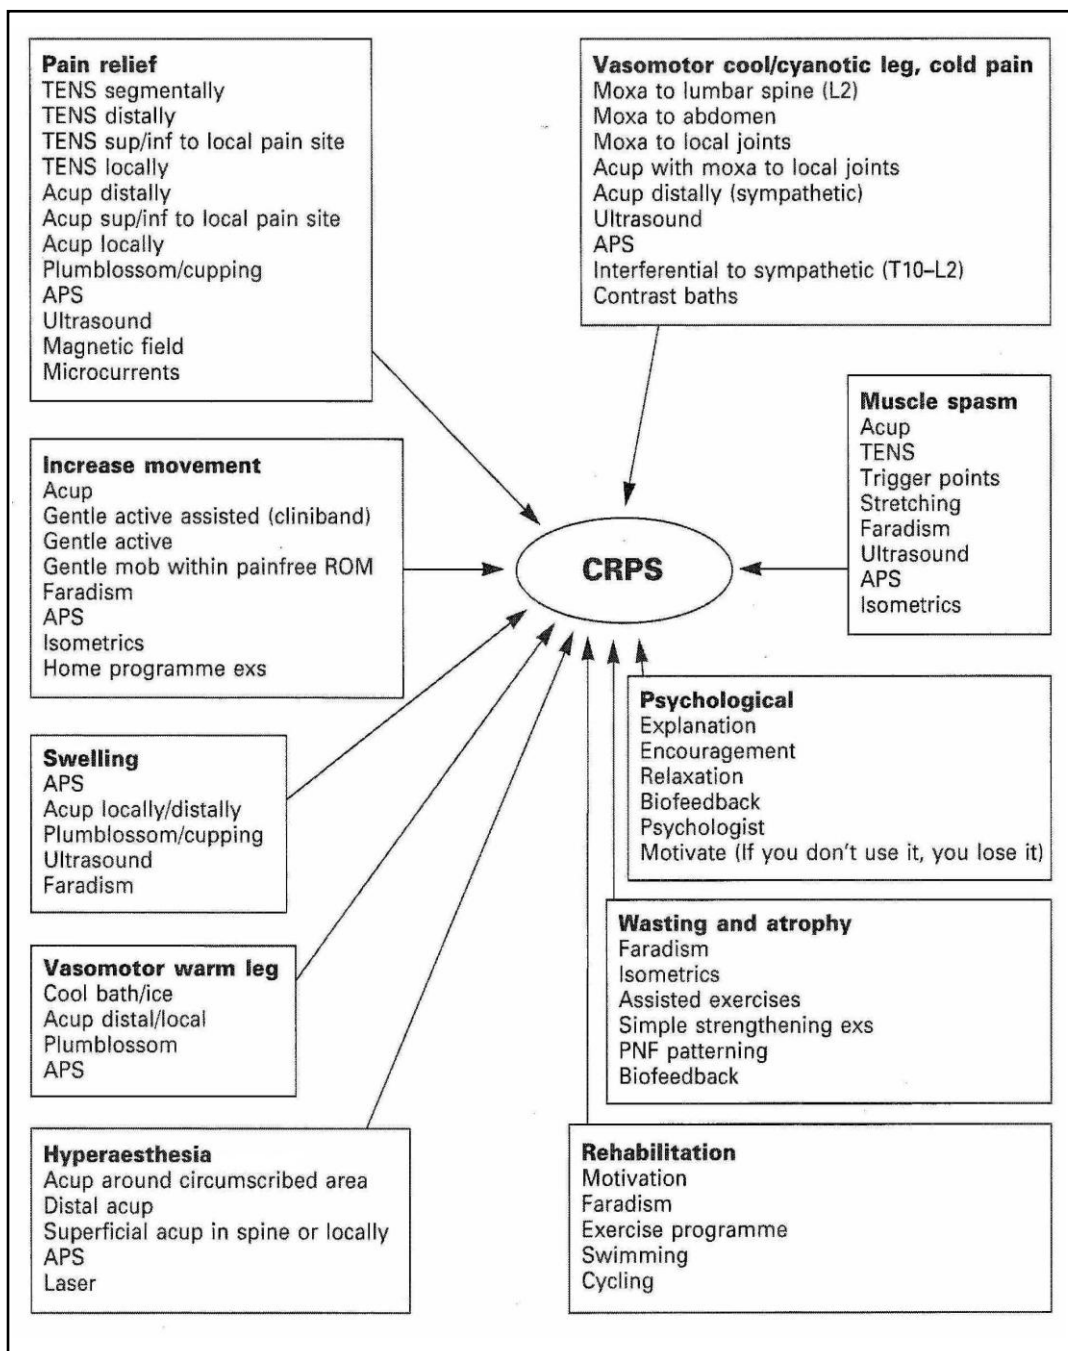 Pain relief
TENS segmentally
TENS distally
TENS sup/inf to local pain site
TENS locally
Acup distally
Acup sup/inf to local pain site
Acup locally
Plumblossom/cupping
APS
Ultrasound
Magnetic field
Microcurrents
Vasomotor cool/cyanotic leg, cold pain
Moxa to lumbar spine (L2)
Moxa to abdomen
Moxa to local joints
Acup with moxa to local joints
Acup distally (sympathetic)
Ultrasound
APS
Interferential to sympathetic (T10–L2)
Contrast baths
Muscle spasm
Acup
TENS
Trigger points
Stretching
Faradism
Ultrasound
APS
Isometrics
Increase movement
Acup
Gentle active assisted (cliniband)
Gentle active
Gentle mob within painfree ROM
Faradism
APS
Isometrics
Home programme exs
CRPS
Swelling
APS
Acup locally/distally
Plumblossom/cupping
Ultrasound
Faradism
Psychological
Explanation
Encouragement
Relaxation
Biofeedback
Psychologist
Motivate (If you don't use it, you lose it)
Vasomotor warm leg
Cool bath/ice
Acup distal/local
Plumblossom
APS
Wasting and atrophy
Faradism
Isometrics
Assisted exercises
Simple strengthening exs
PNF patterning
Biofeedback
Hyperaesthesia
Acup around circumscribed area
Distal acup
Superficial acup in spine or locally
APS
Laser
Rehabilitation
Motivation
Faradism
Exercise programme
Swimming
Cycling